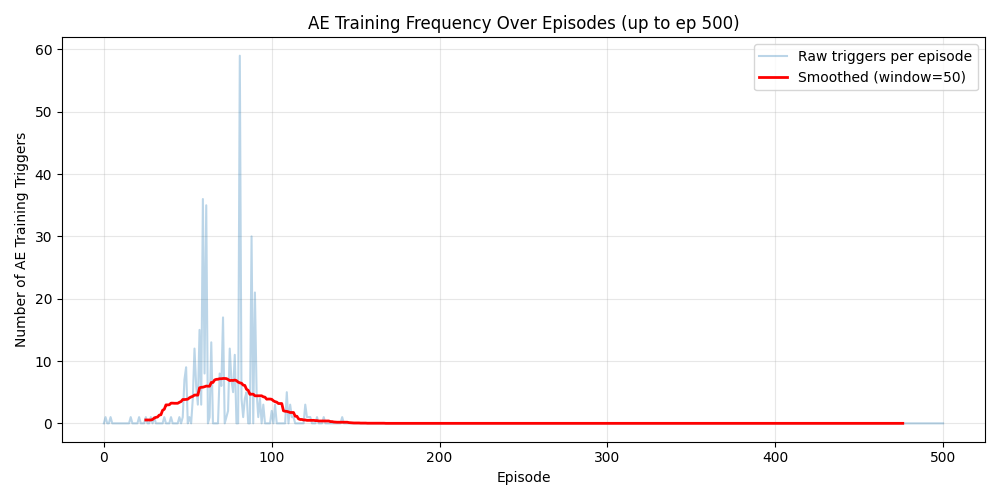 AE Training Frequency Over Episodes (up to ep 500)
Raw triggers per episode
Smoothed (window=50)
Number of AE Training Triggers
60
50
40
30
20
10
0
0 100 200 300 400 500
Episode